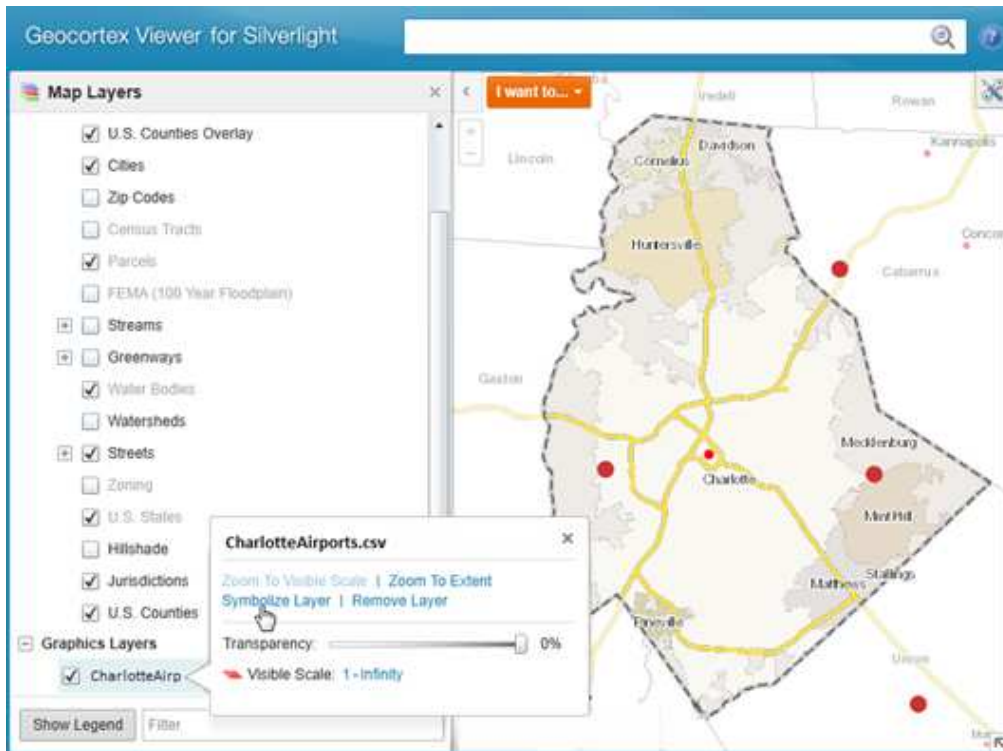 Geocortex Viewer for Silverlight
Map Layers
I want to...
U.S. Counties Overlay
Cities
Zip Codes
Census Tracts
Parcels
FEMA (100 Year Floodplain)
Streams
Greenways
Water Bodies
Watersheds
Streets
Zoning
U.S. States
Hillshade
Jurisdictions
U.S. Counties
Graphics Layers
CharlotteAirp
Show Legend
Filter
CharlotteAirports.csv
Zoom To Visible Scale | Zoom To Extent
Symbolize Layer | Remove Layer
Transparency:
0%
Visible Scale: 1 - Infinity
Iredell
Rowan
Kannapolis
Lincoln
Cornelius
Davidson
Huntersville
Concor
Cabarrus
Gaston
Mecklenburg
Charlotte
Mint Hill
Matthews
Stallings
Pineville
Union